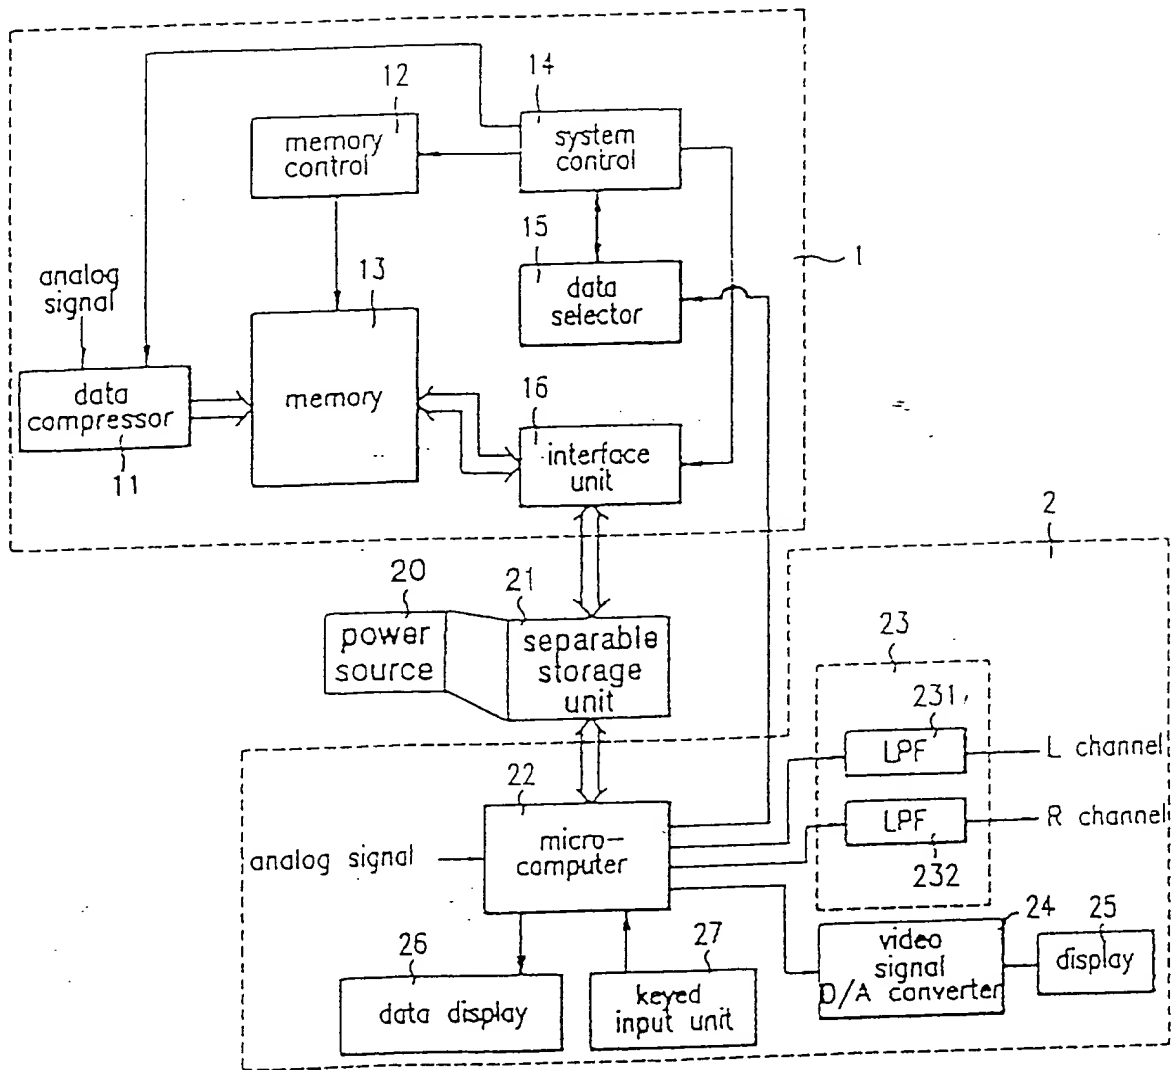 12
14
memory
control
system
control
15
1
analog
signal
13
data
selector
data
compressor
11
memory
16
interface
unit
2
20
21
power
source
separable
storage
unit
23
231
LPF
L channel
22
LPF
R channel
232
analog signal
micro-
computer
24
25
26
27
video
signal
D/A converter
display
data display
keyed
input unit